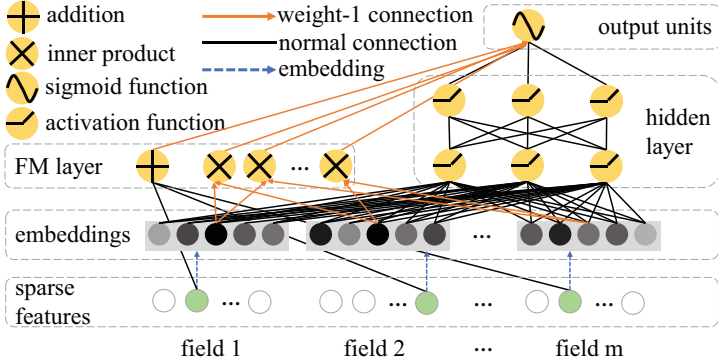 addition
weight-1 connection
output units
inner product
normal connection
sigmoid function
embedding
activation function
hidden
layer
FM layer
...
embeddings
...
sparse
features
...
...
...
...
field 1
field 2
...
field m